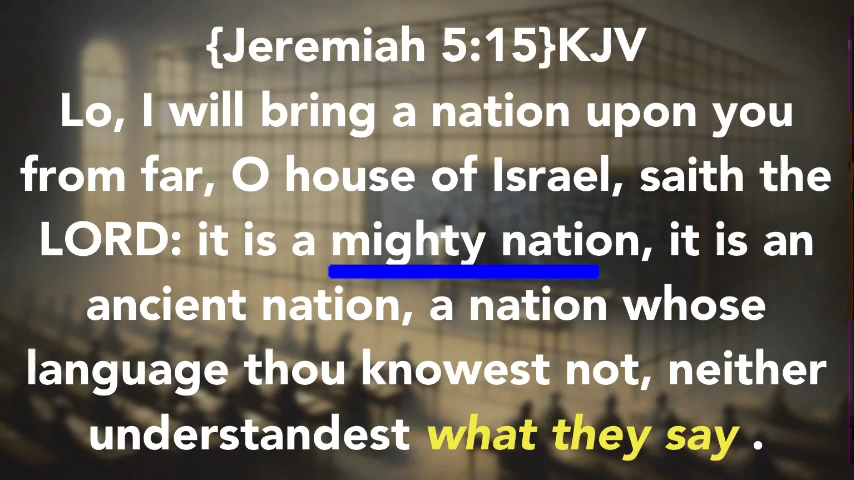 {Jeremiah 5:15}KJV
Lo, I will bring a nation upon you
from far, O house of Israel, saith the
LORD: it is a mighty nation, it is an
ancient nation, a nation whose
language thou knowest not, neither
understandest what they say .